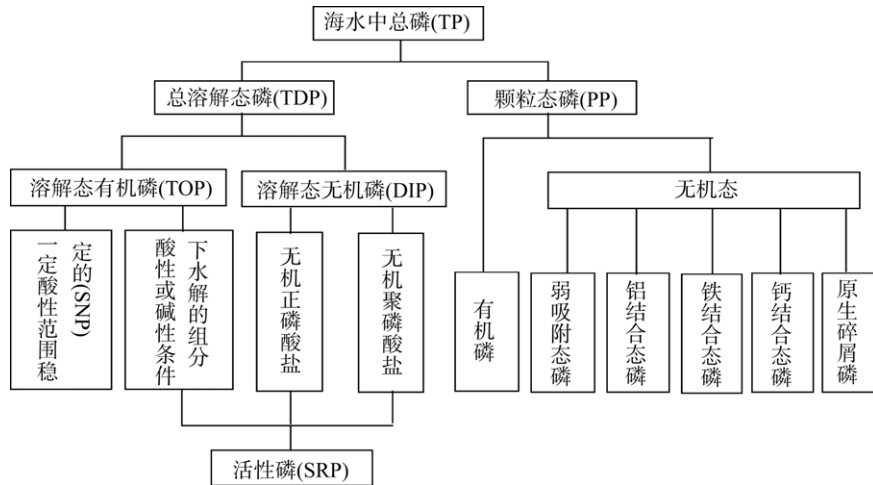 海水中总磷(TP)
总溶解态磷(TDP)
颗粒态磷(PP)
溶解态有机磷(TOP)
溶解态无机磷(DIP)
无机态
一定酸性范围稳
定的(SNP)
酸性或碱性条件
下水解的组分
无机正磷酸盐
无机聚磷酸盐
有机磷
弱吸附态磷
铝结合态磷
铁结合态磷
钙结合态磷
原生碎屑磷
活性磷(SRP)